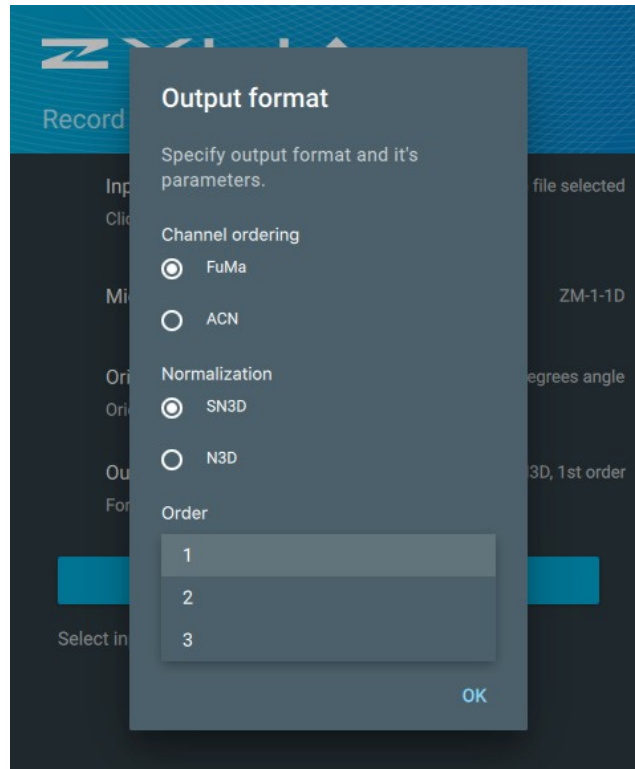 Output format
Record
Specify output format and it's
parameters.
file selected
Channel ordering
FuMa
ZM-1-1D
ACN
Normalization
egrees angle
SN3D
N3D
3D, 1st order
Order
1
2
Select in
3
OK